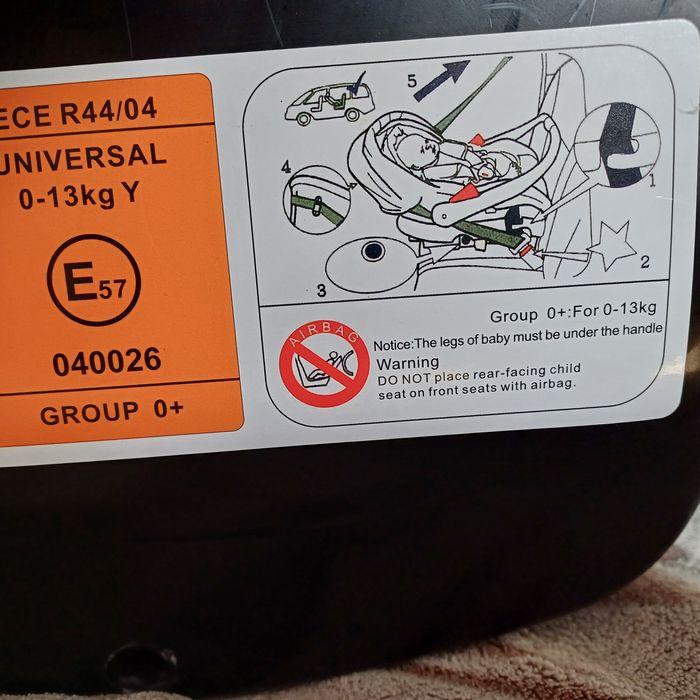 ECE R44/04
UNIVERSAL
0-13kg Y
E57
040026
GROUP 0+
5
4
1
3
2
Group 0+:For 0-13kg
AIRBAG
Notice:The legs of baby must be under the handle
Warning
DO NOT place rear-facing child
seat on front seats with airbag.